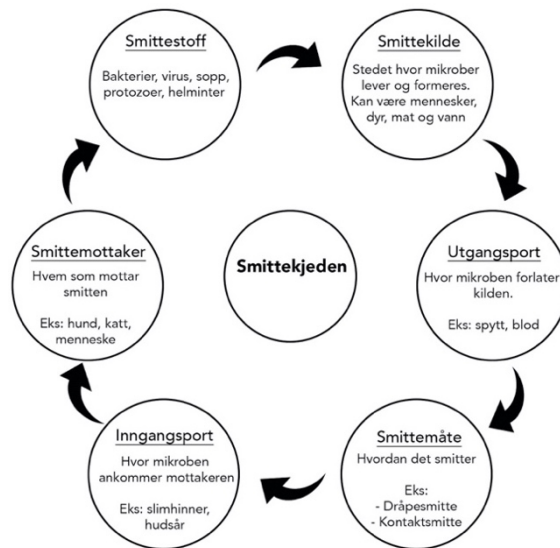 Smittestoff
Bakterier, virus, sopp,
protozoer, helminter
Smittekilde
Stedet hvor mikrober
lever og formeres.
Kan være mennesker,
dyr, mat og vann
Utgangsport
Hvor mikroben forlater
kilden.
Eks: spytt, blod
Smittemåte
Hvordan det smitter
Eks:
- Dråpesmitte
- Kontaktsmitte
Inngangsport
Hvor mikroben
ankommer mottakeren
Eks: slimhinner,
hudsår
Smittemottaker
Hvem som mottar
smitten
Eks: hund, katt,
menneske
Smittekjeden